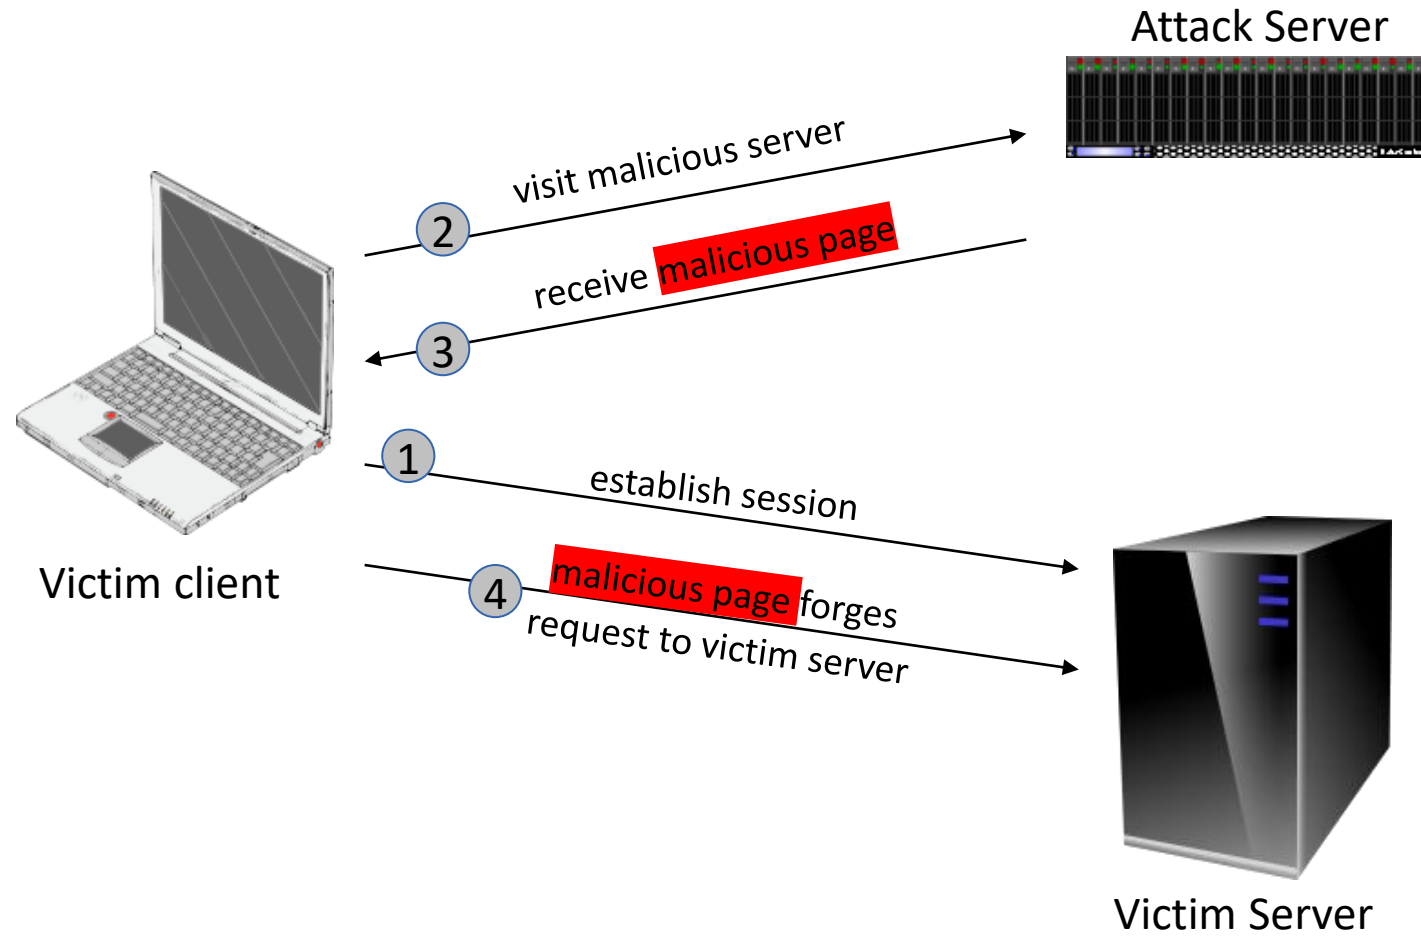 Attack Server
visit malicious server
2
receive malicious page
3
1
establish session
Victim client
4
malicious page forges
request to victim server
Victim Server